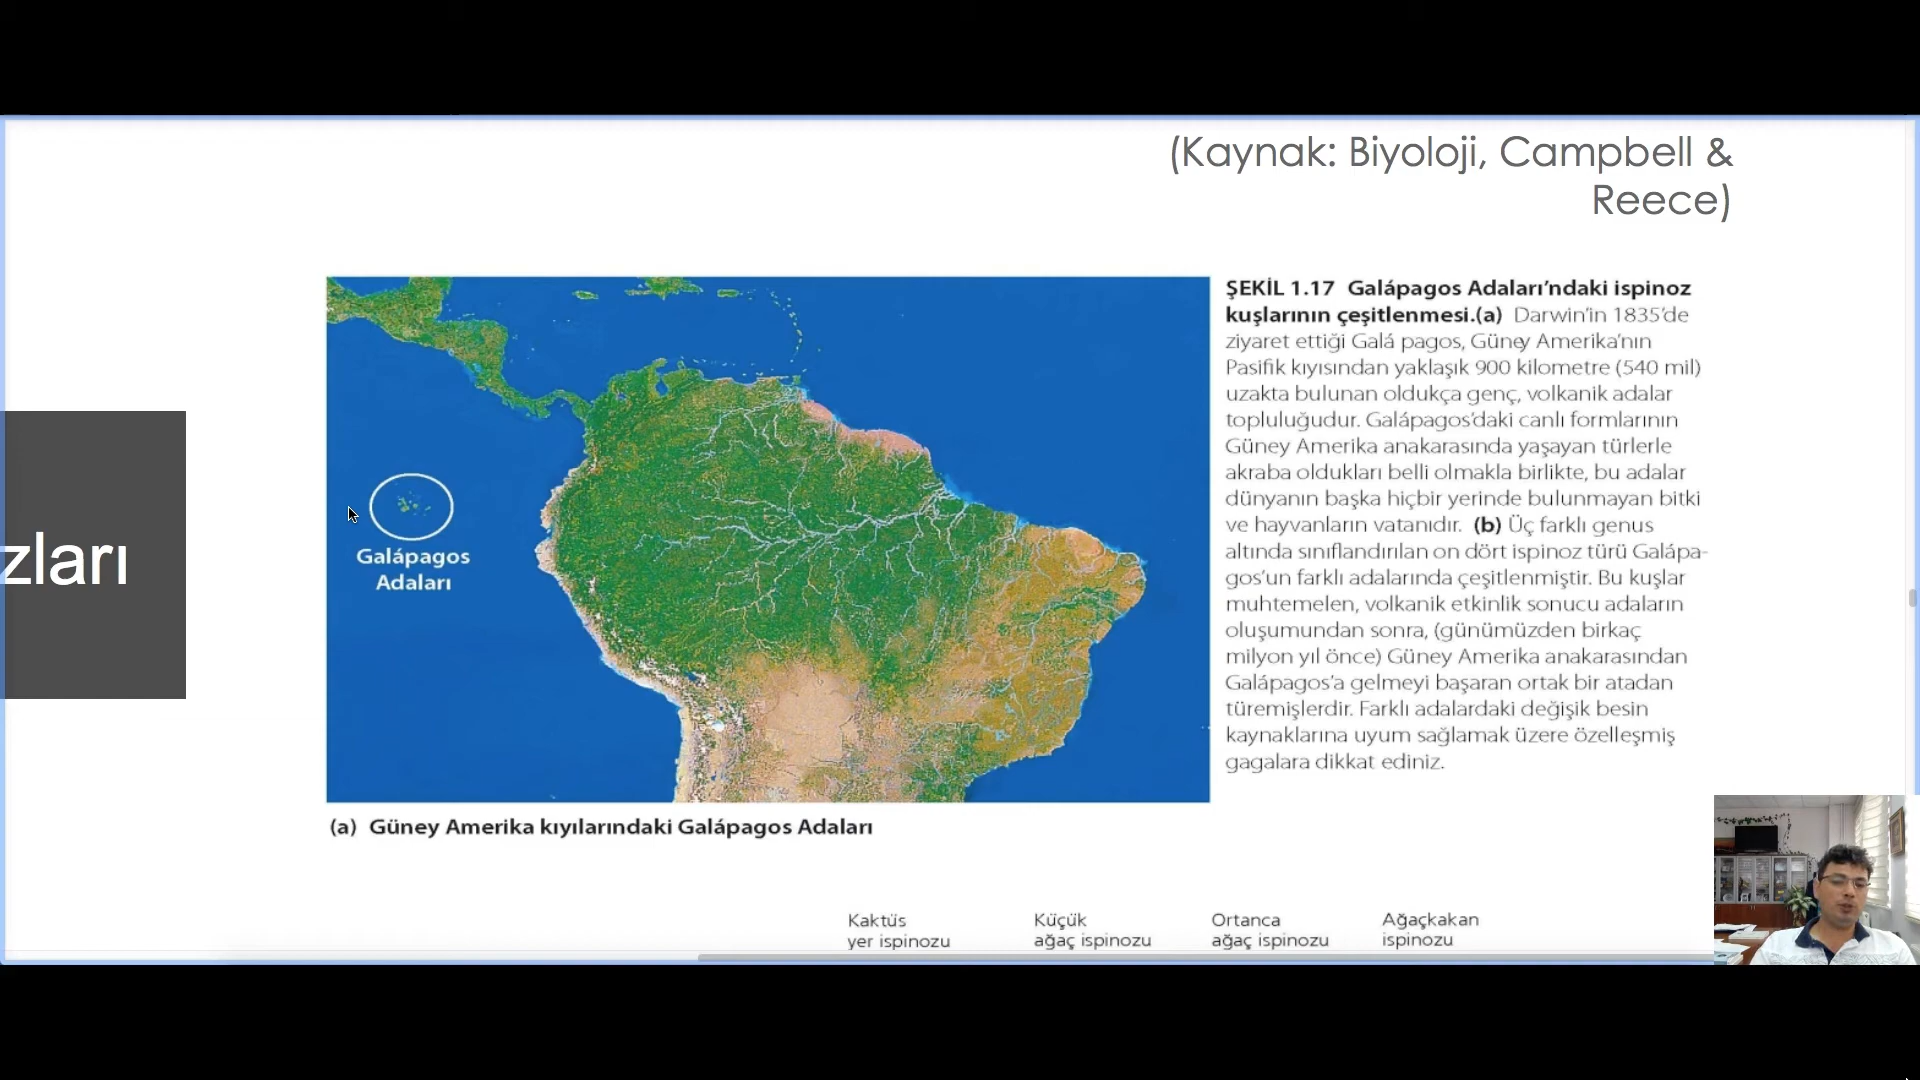 (Kaynak: Biyoloji, Campbell &
Reece)
zları
Galápagos
Adaları
ŞEKİL 1.17 Galápagos Adaları'ndaki ispinoz
kuşlarının çeşitlenmesi.(a) Darwin'in 1835'de
ziyaret ettiği Galá pagos, Güney Amerika'nın
Pasifik kıyısından yaklaşık 900 kilometre (540 mil)
uzakta bulunan oldukça genç, volkanik adalar
topluluğudur. Galápagos'daki canlı formlarının
Güney Amerika anakarasında yaşayan türlerle
akraba oldukları belli olmakla birlikte, bu adalar
dünyanın başka hiçbir yerinde bulunmayan bitki
ve hayvanların vatanıdır. (b) Üç farklı genus
altında sınıflandırılan on dört ispinoz türü Galápa-
gos'un farklı adalarında çeşitlenmiştir. Bu kuşlar
muhtemelen, volkanik etkinlik sonucu adaların
oluşumundan sonra, (günümüzden birkaç
milyon yıl önce) Güney Amerika anakarasından
Galápagos'a gelmeyi başaran ortak bir atadan
türemişlerdir. Farklı adalardaki değişik besin
kaynaklarına uyum sağlamak üzere özelleşmiş
gagalara dikkat ediniz.
(a) Güney Amerika kıyılarındaki Galápagos Adaları
Kaktüs
yer ispinozu
Küçük
ağaç ispinozu
Ortanca
ağaç ispinozu
Ağaçkakan
ispinozu